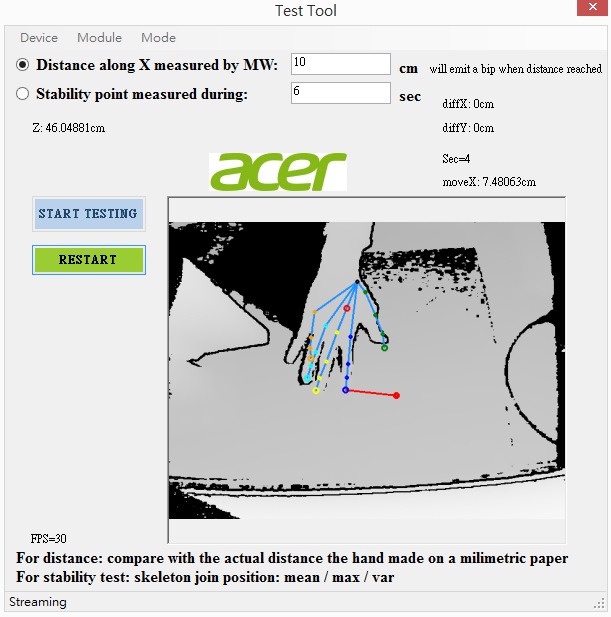 Test Tool
Device Module Mode
Distance along X measured by MW: 10 cm will emit a bip when distance reached
Stability point measured during: 6 sec
diffX: 0cm
Z: 46.04881cm
diffY: 0cm
acer
Sec=4
moveX: 7.48063cm
START TESTING
RESTART
FPS=30
For distance: compare with the actual distance the hand made on a milimetric paper
For stability test: skeleton join position: mean / max / var
Streaming